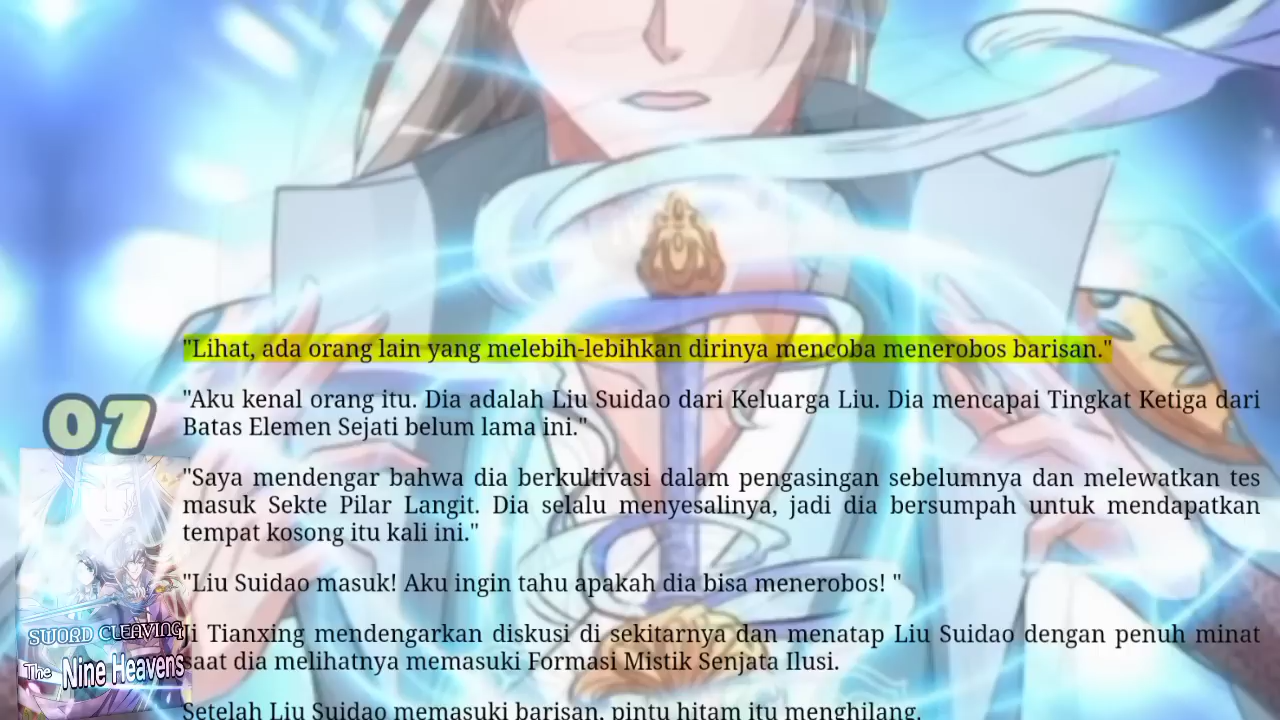 "Lihat, ada orang lain yang melebih-lebihkan dirinya mencoba menerobos barisan."
"Aku kenal orang itu. Dia adalah Liu Suidao dari Keluarga Liu. Dia mencapai Tingkat Ketiga dari
Batas Elemen Sejati belum lama ini."
"Saya mendengar bahwa dia berkultivasi dalam pengasingan sebelumnya dan melewatkan tes
masuk Sekte Pilar Langit. Dia selalu menyesalinya, jadi dia bersumpah untuk mendapatkan
tempat kosong itu kali ini."
"Liu Suidao masuk! Aku ingin tahu apakah dia bisa menerobos! "
Ji Tianxing mendengarkan diskusi di sekitarnya dan menatap Liu Suidao dengan penuh minat
saat dia melihatnya memasuki Formasi Mistik Senjata Ilusi.
Setelah Liu Suidao memasuki barisan, pintu hitam itu menghilang.
07
SWORD CLEAVING
The Nine Heavens